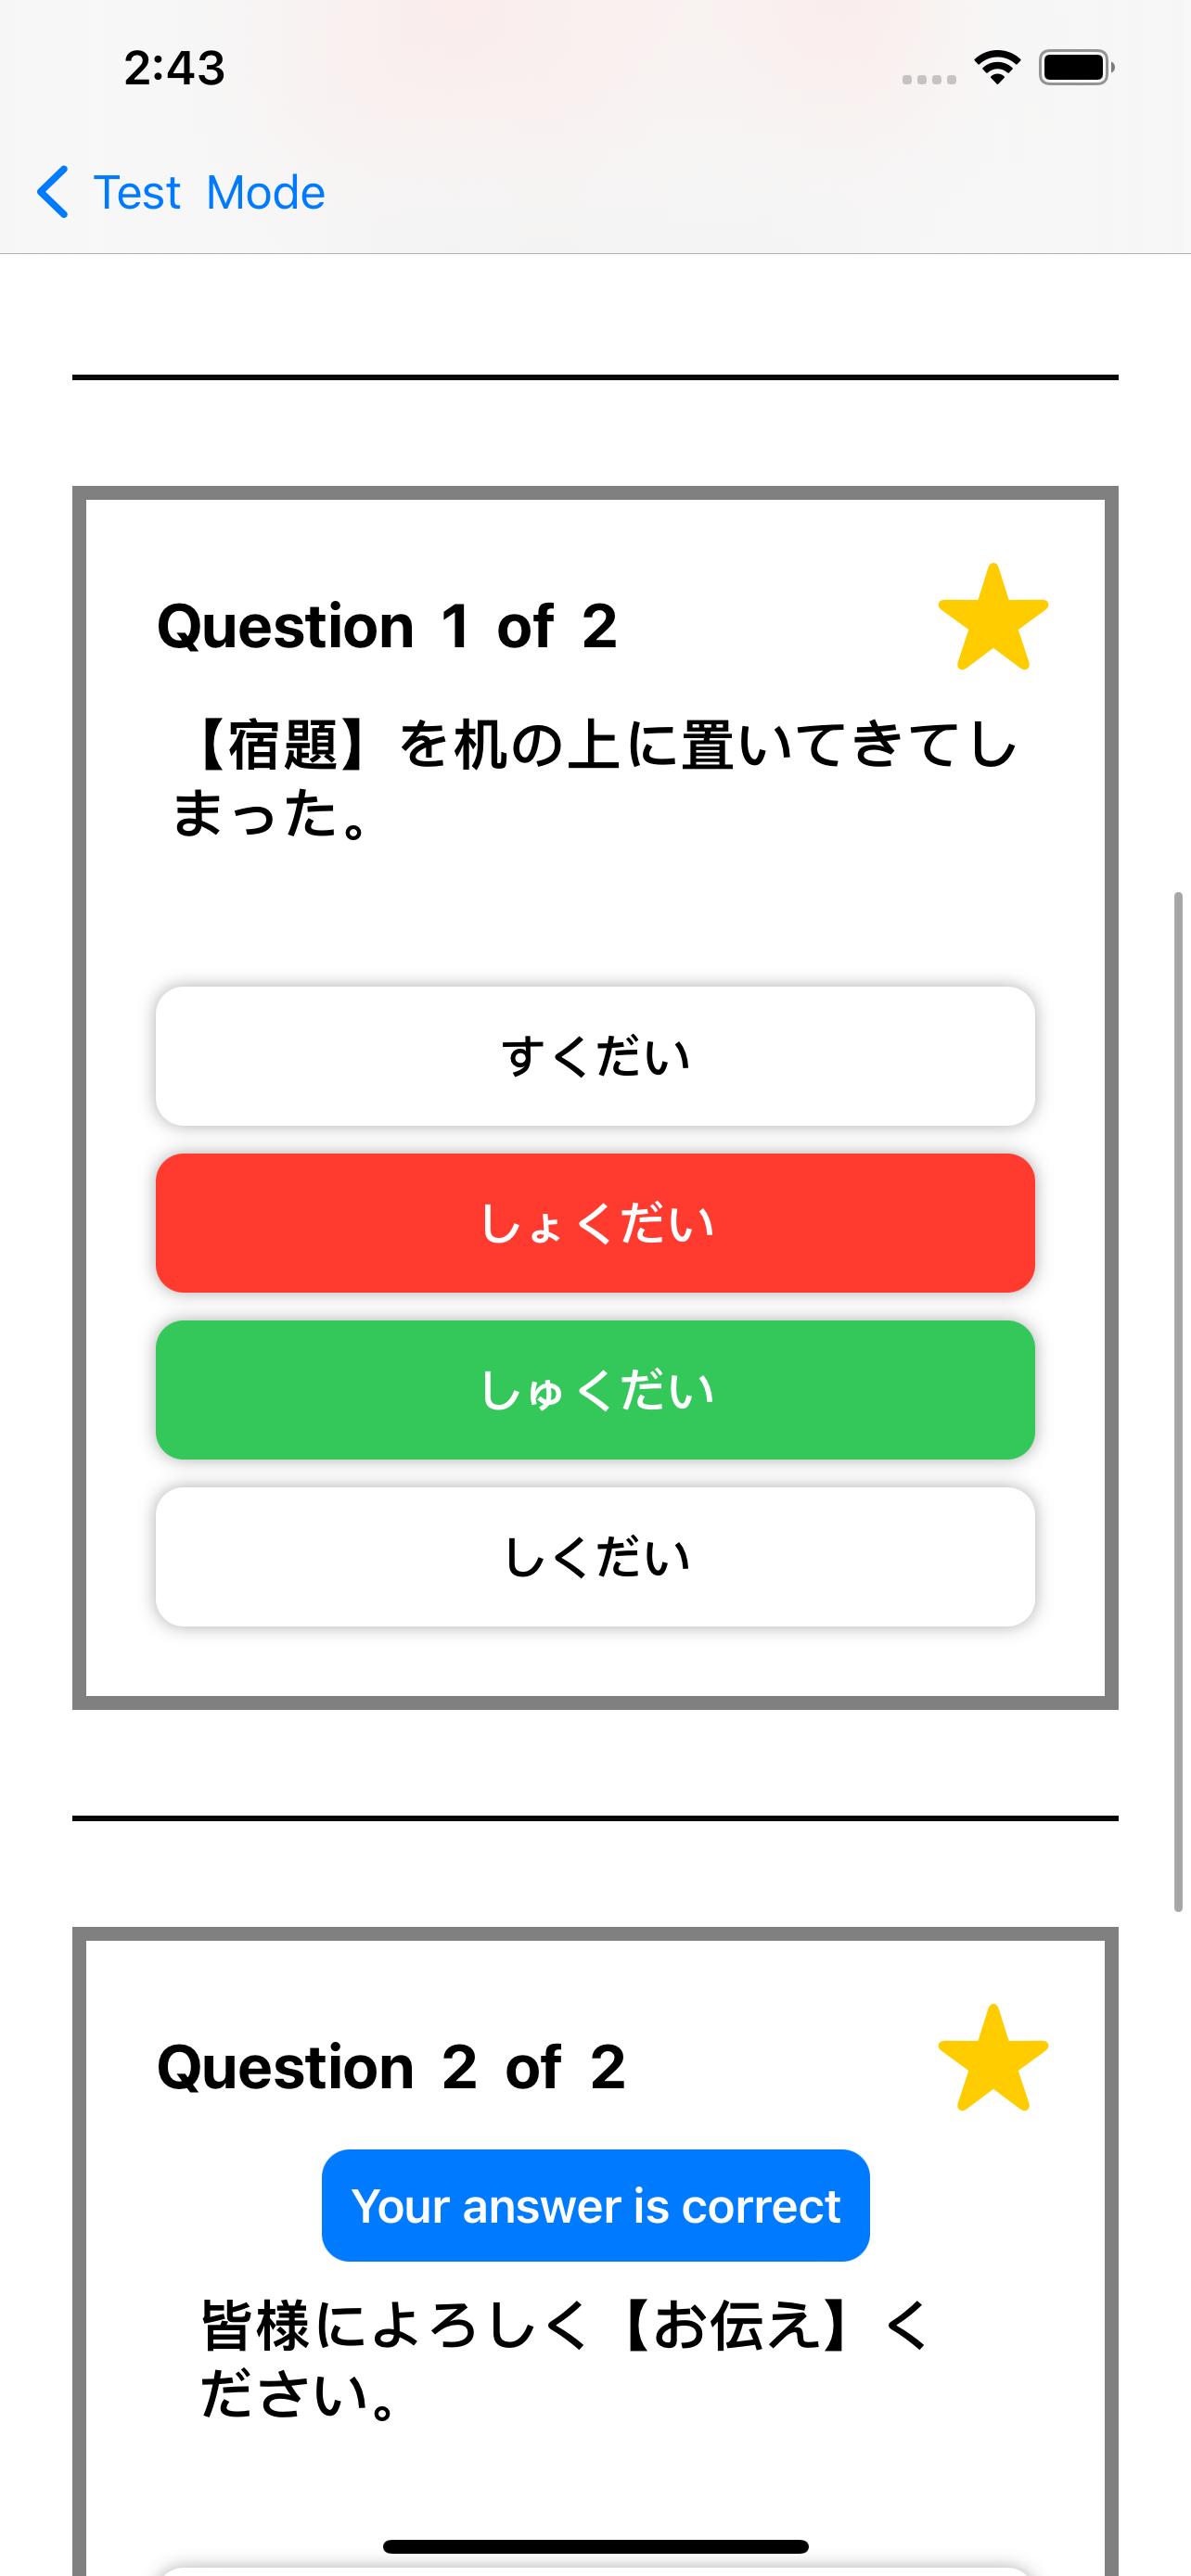 2:43
Test Mode
Question 1 of 2
【宿題】を机の上に置いてきてし
まった。
すくだい
しょくだい
しゅくだい
しくだい
Question 2 of 2
Your answer is correct
皆様によろしく【お伝え】く
ださい。